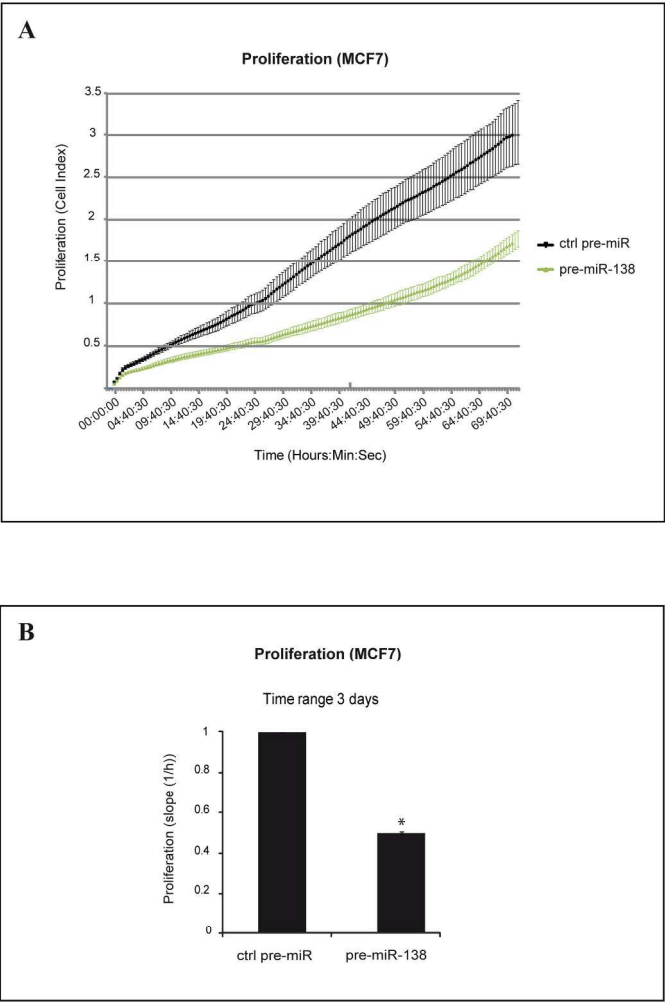 A
Proliferation (MCF7)
3.5
3
2.5
2
1.5
1
0.5
0
Proliferation (Cell Index)
00:00:00
04:40:30
09:40:30
14:40:30
19:40:30
24:40:30
29:40:30
34:40:30
39:40:30
44:40:30
49:40:30
59:40:30
54:40:30
64:40:30
69:40:30
Time (Hours:Min:Sec)
ctrl pre-miR
pre-miR-138
B
Proliferation (MCF7)
Time range 3 days
1
0.8
0.6
0.4
0.2
0
Proliferation (slope (1/h))
*
ctrl pre-miR
pre-miR-138